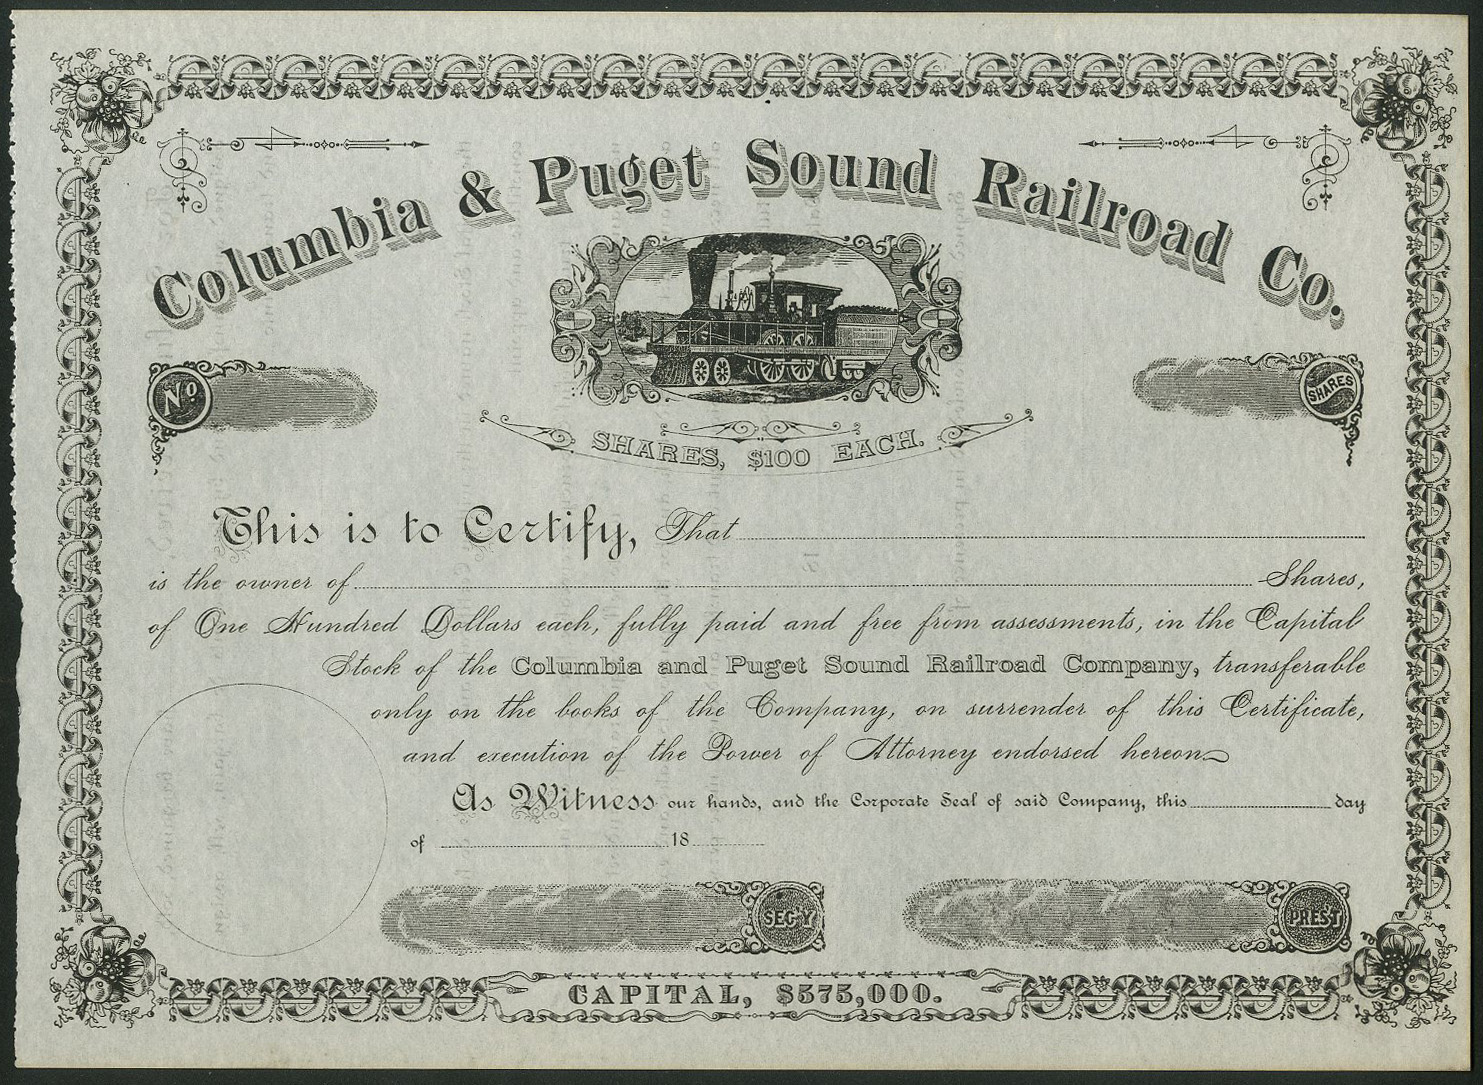 Columbia & Puget Sound Railroad Co.
No
SHARES
SHARES, $100 EACH.
This is to Certify, That
is the owner of Shares,
of One Hundred Dollars each, fully paid and free from assessments, in the Capital
Stock of the Columbia and Puget Sound Railroad Company, transferable
only on the books of the Company, on surrender of this Certificate,
and execution of the Power of Attorney endorsed hereon
As Witness our hands, and the Corporate Seal of said Company, this day
of 18
SEC'Y
PREST
CAPITAL, $575,000.